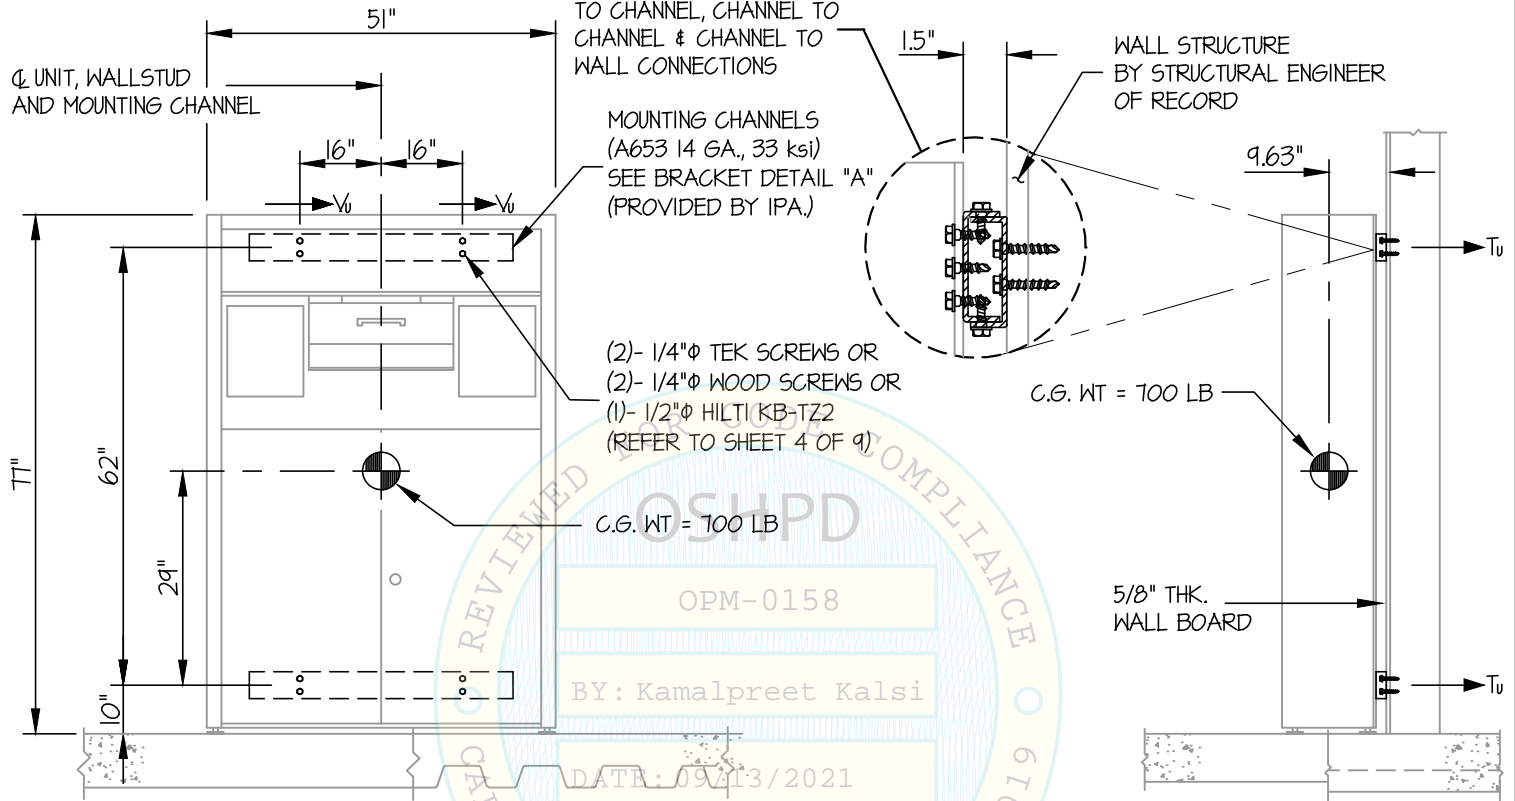 51"
TO CHANNEL, CHANNEL TO
CHANNEL & CHANNEL TO
WALL CONNECTIONS
1.5"
WALL STRUCTURE
BY STRUCTURAL ENGINEER
OF RECORD
℄ UNIT, WALLSTUD
AND MOUNTING CHANNEL
MOUNTING CHANNELS
(A653 14 GA., 33 ksi)
SEE BRACKET DETAIL "A"
(PROVIDED BY IPA.)
16" 16"
9.63"
Vu Vu
Tu
(2)- 1/4"Φ TEK SCREWS OR
(2)- 1/4"Φ WOOD SCREWS OR
(1)- 1/2"Φ HILTI KB-TZ2
(REFER TO SHEET 4 OF 9)
C.G. WT = 700 LB
77"
62"
29"
10"
C.G. WT = 700 LB
5/8" THK.
WALL BOARD
Tu
REVIEWED FOR CODE COMPLIANCE
OSHPD
OPM-0158
BY: Kamalpreet Kalsi
DATE: 09/13/2021